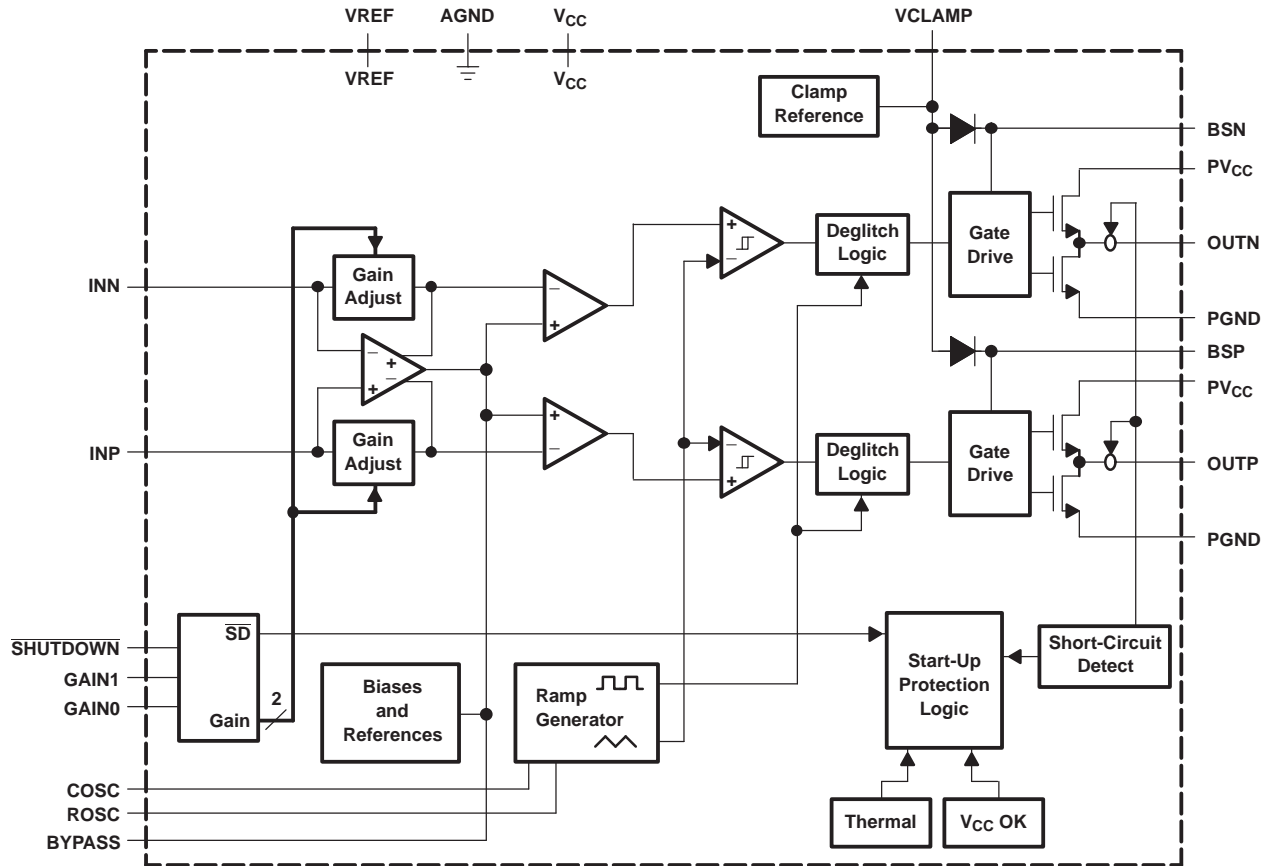 VREF AGND VCC VCLAMP
VREF VCC
Clamp
Reference
BSN
PVCC
Gain
Adjust
INN
+
−
−
+
Deglitch
Logic
Gate
Drive
OUTN
PGND
BSP
−
+
+
−
PVCC
INP
Gain
Adjust
+
−
−
+
Deglitch
Logic
Gate
Drive
OUTP
PGND
SHUTDOWN
GAIN1
GAIN0
SD
2
Gain
Biases
and
References
Ramp
Generator
Start-Up
Protection
Logic
Short-Circuit
Detect
COSC
ROSC
BYPASS
Thermal
VCC OK